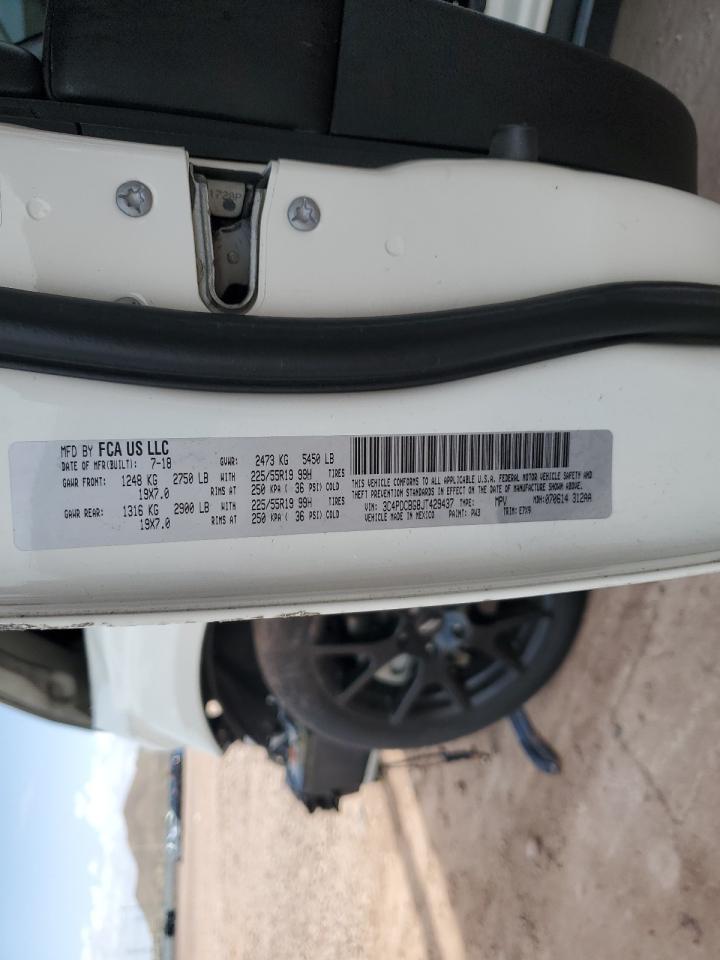 172AP
MFD BY FCA US LLC
DATE OF MFR(BUILT): 7-18 GVWR: 2473 KG 5450 LB
GAWR FRONT: 1248 KG 2750 LB WITH 225/55R19 99H TIRES
19X7.0 RIMS AT 250 KPA ( 36 PSI) COLD
GAWR REAR: 1316 KG 2900 LB WITH 225/55R19 99H TIRES
19X7.0 RIMS AT 250 KPA ( 36 PSI) COLD
THIS VEHICLE CONFORMS TO ALL APPLICABLE U.S.A. FEDERAL MOTOR VEHICLE SAFETY AND
THEFT PREVENTION STANDARDS IN EFFECT ON THE DATE OF MANUFACTURE SHOWN ABOVE.
VIN: 3C4PDCBG8JT429437 TYPE: MPV MDH: 070614 312AA
VEHICLE MADE IN MEXICO PAINT: PW3 TRIM: E7X9